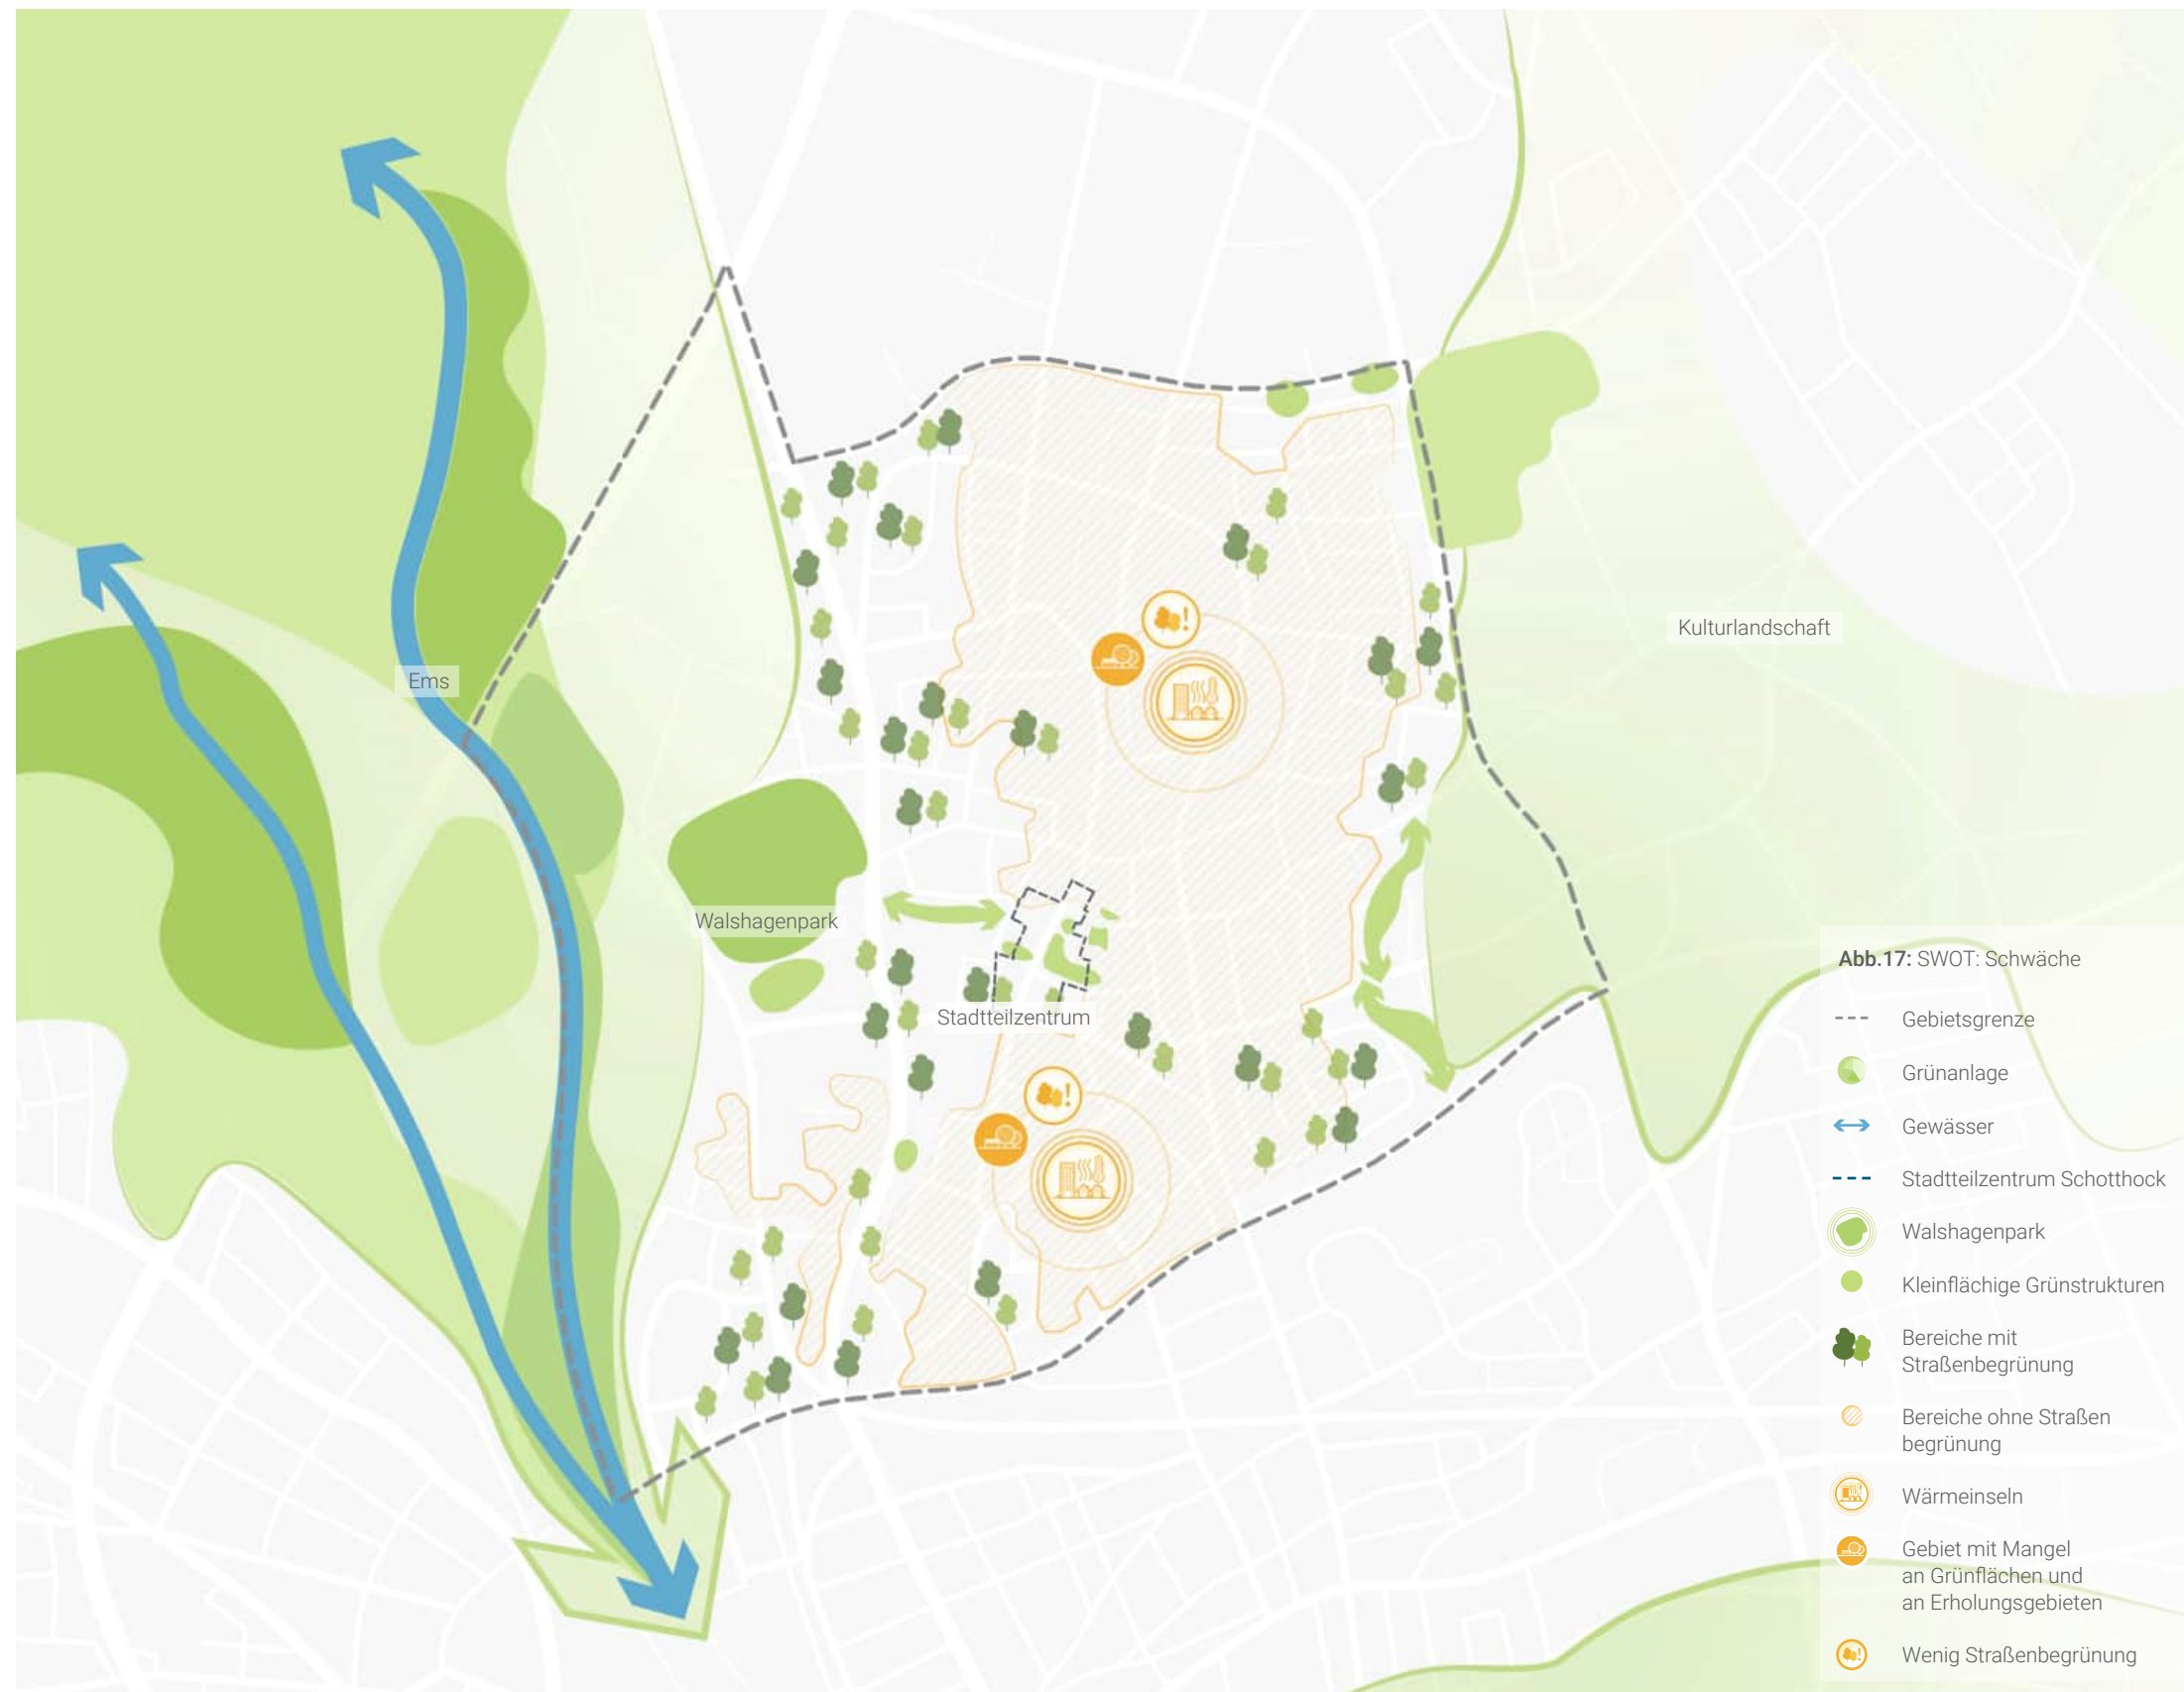 Ems
Kulturlandschaft
Walshagenpark
Stadtteilzentrum
Abb.17: SWOT: Schwäche
Gebietsgrenze
Grünanlage
Gewässer
Stadtteilzentrum Schotthock
Walshagenpark
Kleinflächige Grünstrukturen
Bereiche mit
Straßenbegrünung
Bereiche ohne Straßen
begrünung
Wärmeinseln
Gebiet mit Mangel
an Grünflächen und
an Erholungsgebieten
Wenig Straßenbegrünung